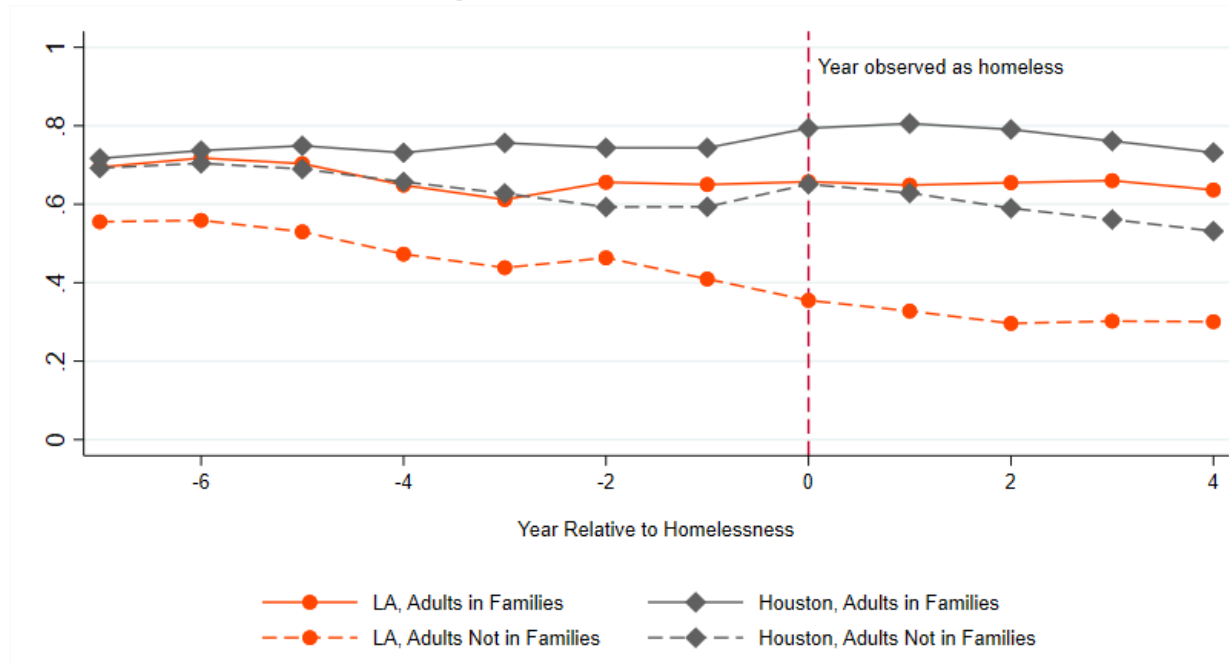 1
.8
.6
.4
.2
0
Year observed as homeless
-6 -4 -2 0 2 4
Year Relative to Homelessness
LA, Adults in Families Houston, Adults in Families
LA, Adults Not in Families Houston, Adults Not in Families